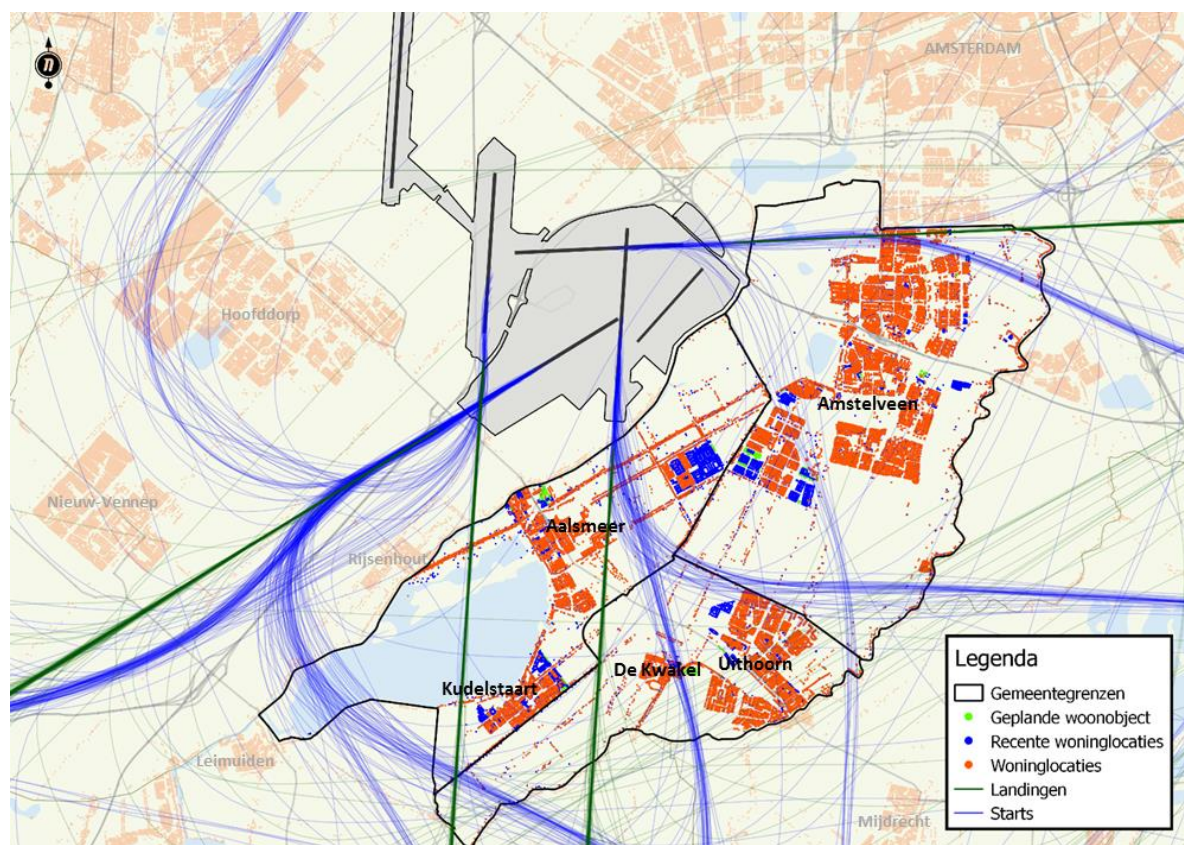 AMSTERDAM
n
Hoofddorp
Amstelveen
Nieuw-Vennep
Aalsmeer
Rijsenhout
De Kwakel
Uithoorn
Kudelstaart
Leimuiden
Mijdrecht
Legenda
Gemeentegrenzen
Geplande woonobject
Recente woninglocaties
Woninglocaties
Landingen
Starts